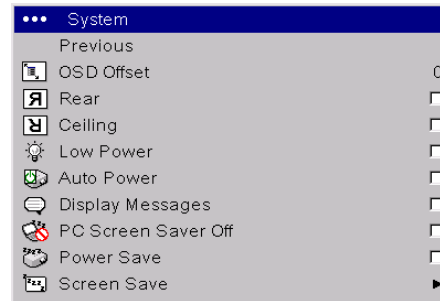 System
Previous
OSD Offset 0
Rear
Ceiling
Low Power
Auto Power
Display Messages
PC Screen Saver Off
Power Save
Screen Save